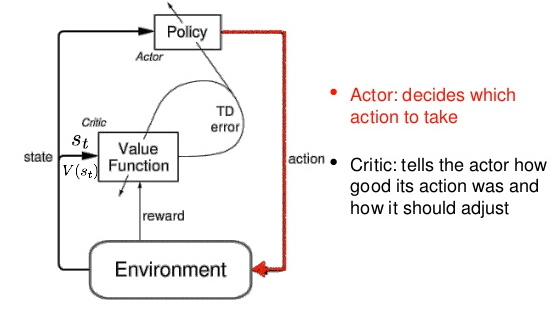 Policy
Actor
TD
error
Critic
s_t
Value
Function
state
V(s_t)
action
reward
Environment
• Actor: decides which
action to take
• Critic: tells the actor how
good its action was and
how it should adjust